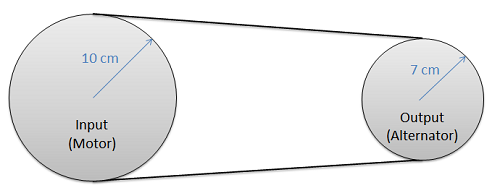 10 cm
Input
(Motor)
7 cm
Output
(Alternator)